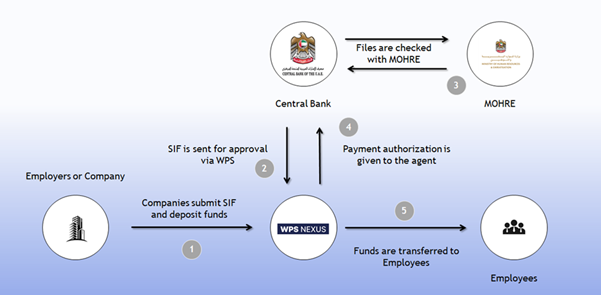 Files are checked
with MOHRE
CENTRAL BANK OF THE U.A.E.
3
Central Bank
MOHRE
4
SIF is sent for approval
via WPS
2
Payment authorization is
given to the agent
Employers or Company
Companies submit SIF
and deposit funds
1
WPS NEXUS
5
Funds are transferred to
Employees
Employees